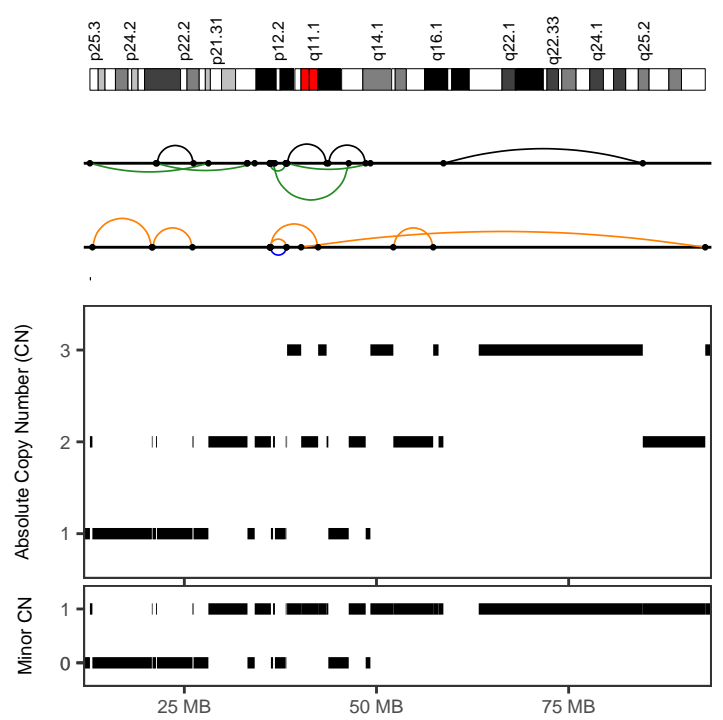 p25.3 p24.2 p22.2 p21.31 p12.2 q11.1 q14.1 q16.1 q22.1 q22.33 q24.1 q25.2
Absolute Copy Number (CN)
3
2
1
Minor CN
1
0
25 MB 50 MB 75 MB